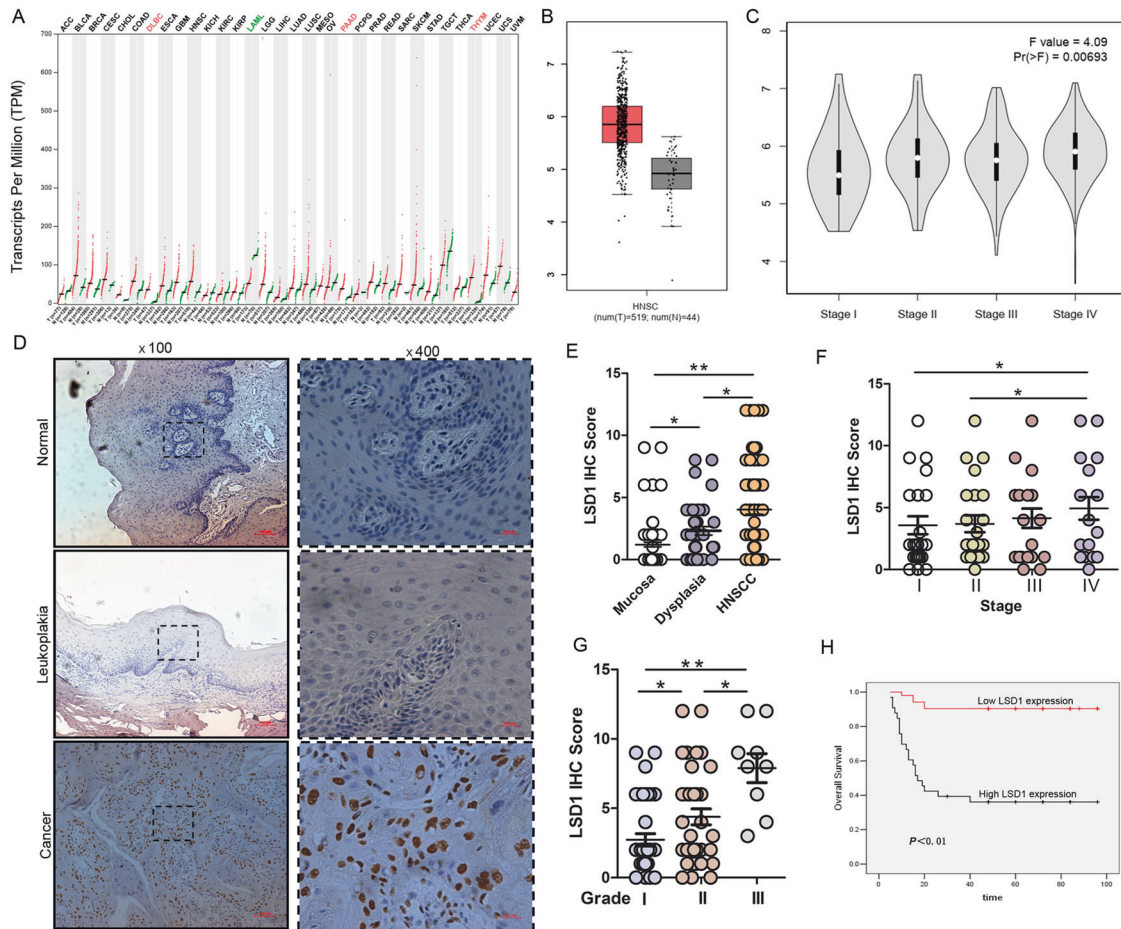 A
ACC
BLCA
BRCA
CESC
CHOL
COAD
DLBC
ESCA
GBM
HNSC
KICH
KIRC
KIRP
LAML
LGG
LIHC
LUAD
LUSC
MESO
OV
PAAD
PCPG
PRAD
READ
SARC
SKCM
STAD
TGCT
THCA
THYM
UCEC
UCS
UVM
Transcripts Per Million (TPM)
700
600
500
400
300
200
100
0
B
7
6
5
4
3
HNSC
(num(T)=519; num(N)=44)
C
F value = 4.09
Pr(>F) = 0.00693
8
7
6
5
4
Stage I
Stage II
Stage III
Stage IV
D
x 100
x 400
Normal
Leukoplakia
Cancer
E
LSD1 IHC Score
15
10
5
0
**
*
*
Mucosa
Dysplasia
HNSCC
F
LSD1 IHC Score
15
10
5
0
*
*
I
II
III
IV
Stage
G
LSD1 IHC Score
15
10
5
0
**
*
*
Grade
I
II
III
H
Overall Survival
1.0
0.8
0.6
0.4
0.2
0.0
Low LSD1 expression
High LSD1 expression
P<0.01
0
20
40
60
80
100
time